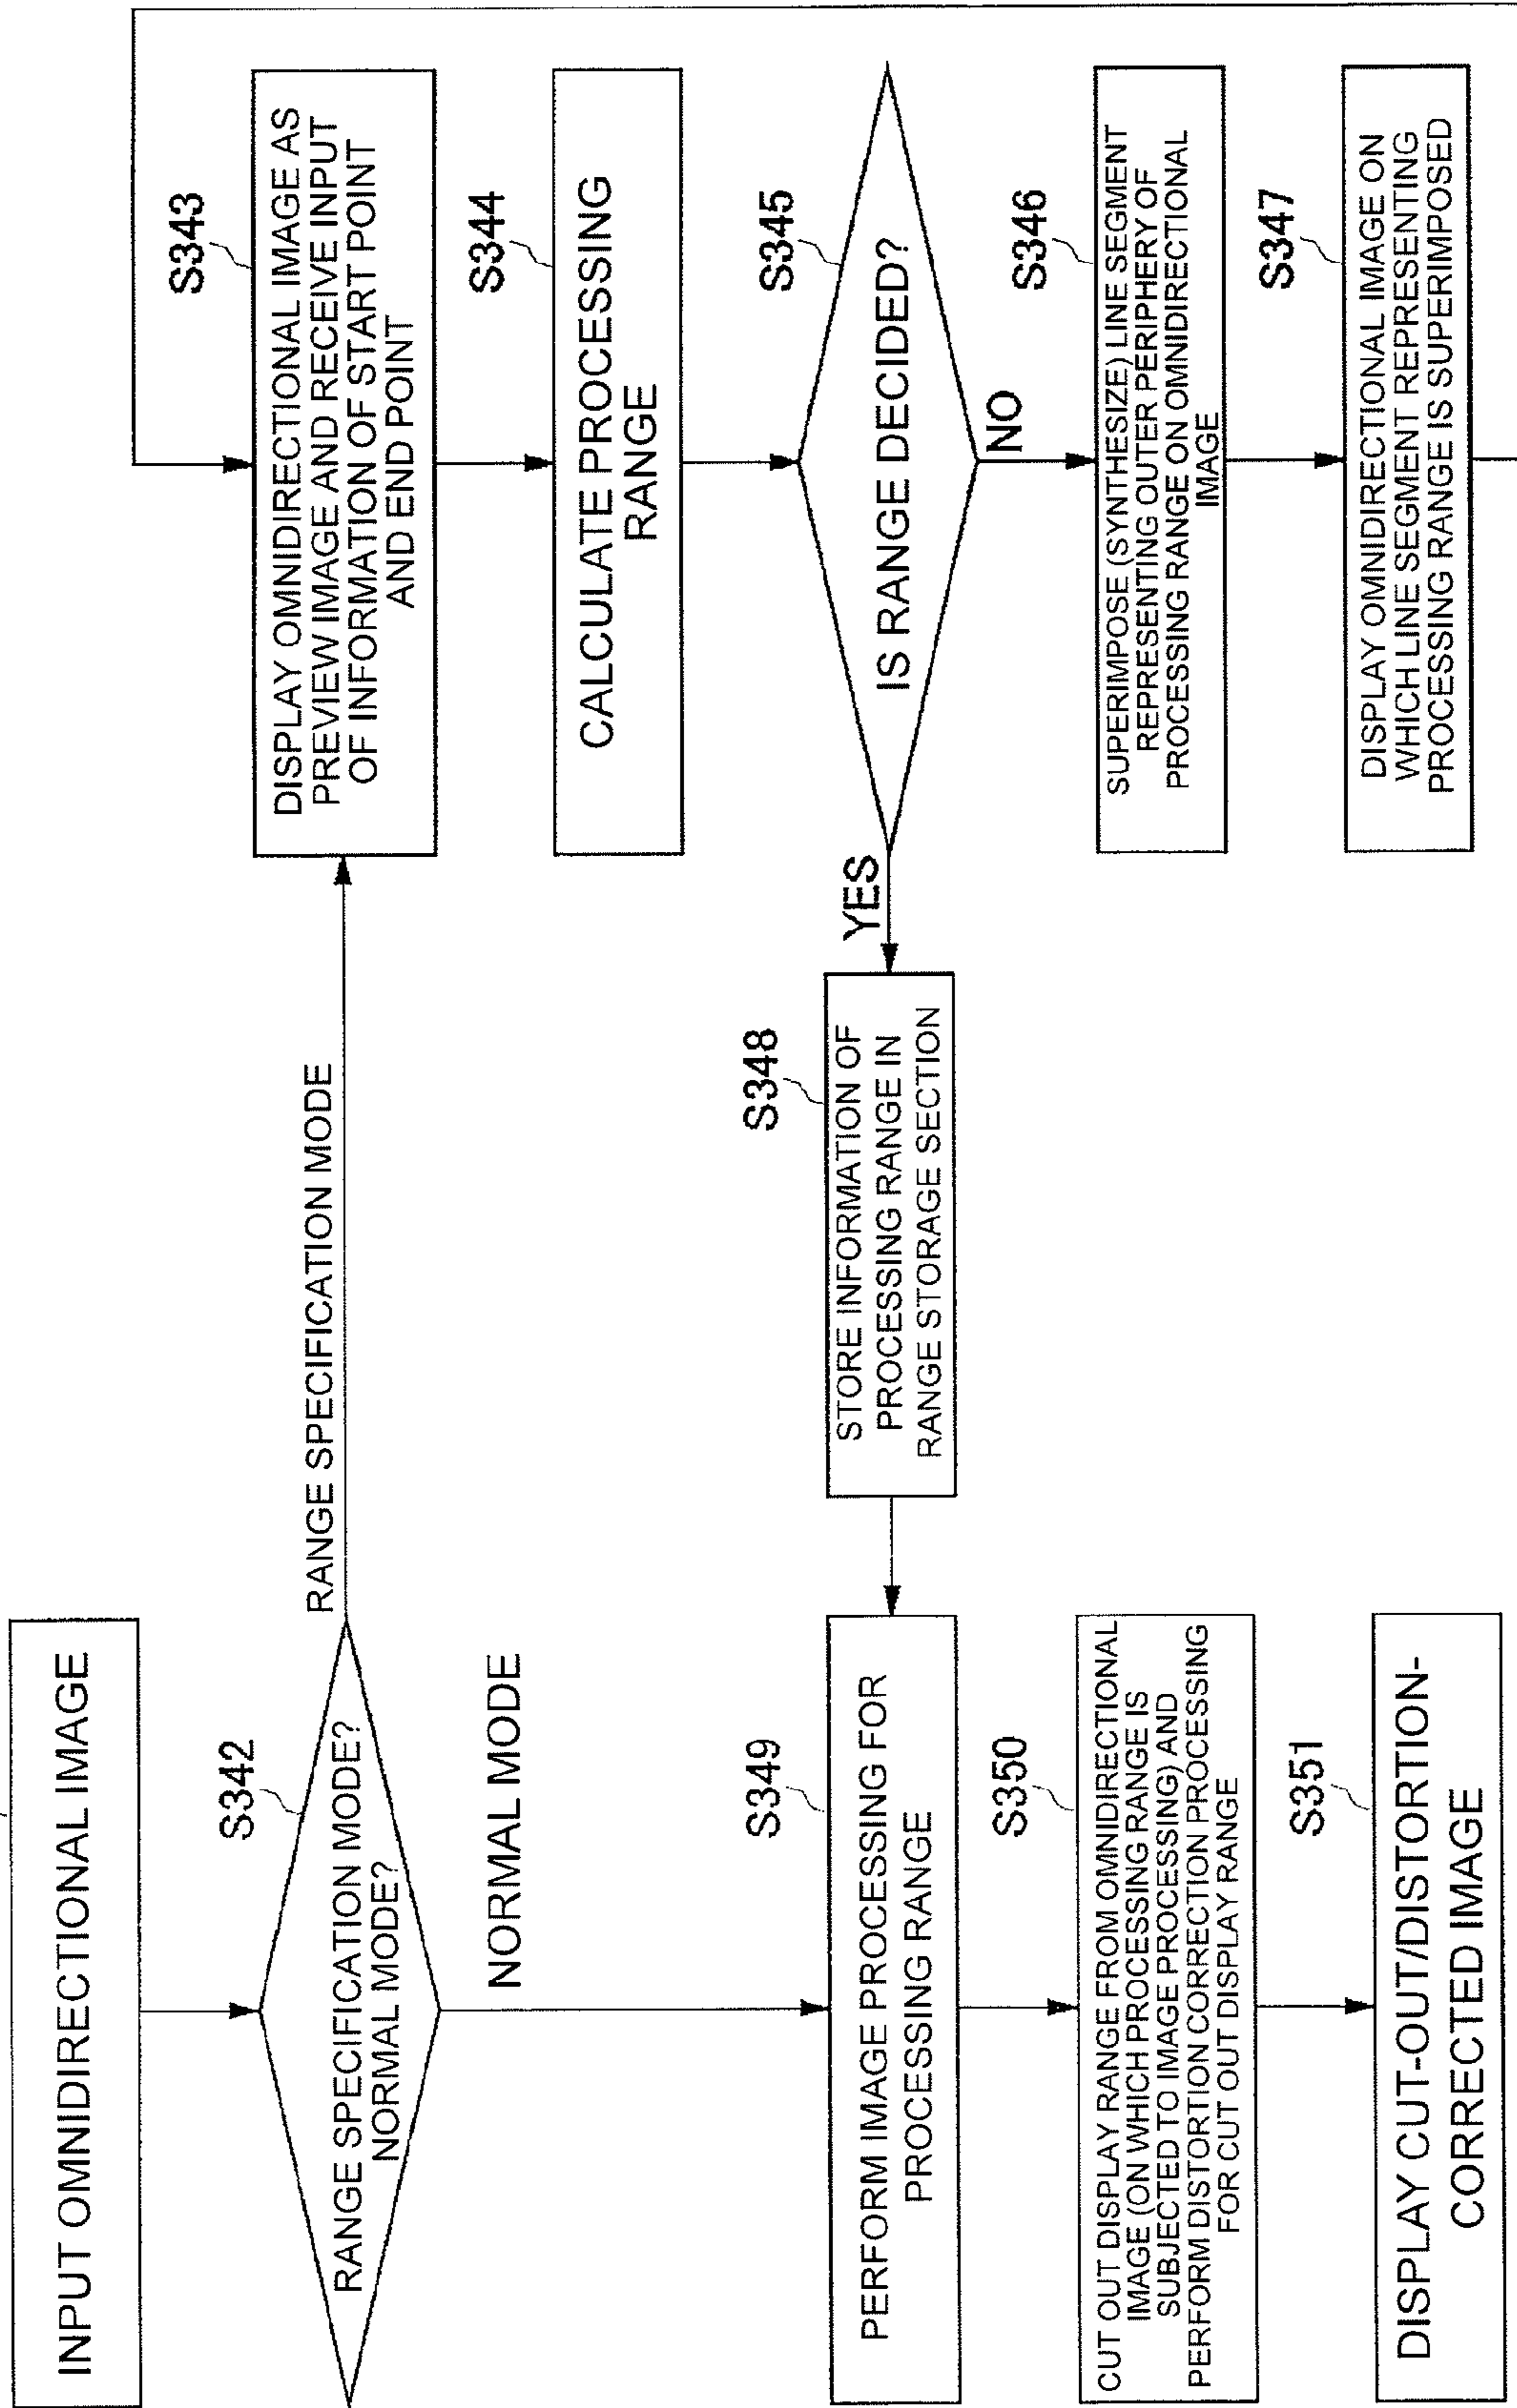 INPUT OMNIDIRECTIONAL IMAGE
S342
RANGE SPECIFICATION MODE?
NORMAL MODE?
RANGE SPECIFICATION MODE
NORMAL MODE
S343
DISPLAY OMNIDIRECTIONAL IMAGE AS
PREVIEW IMAGE AND RECEIVE INPUT
OF INFORMATION OF START POINT
AND END POINT
S344
CALCULATE PROCESSING
RANGE
S345
IS RANGE DECIDED?
YES
NO
S346
SUPERIMPOSE (SYNTHESIZE) LINE SEGMENT
REPRESENTING OUTER PERIPHERY OF
PROCESSING RANGE ON OMNIDIRECTIONAL
IMAGE
S347
DISPLAY OMNIDIRECTIONAL IMAGE ON
WHICH LINE SEGMENT REPRESENTING
PROCESSING RANGE IS SUPERIMPOSED
S348
STORE INFORMATION OF
PROCESSING RANGE IN
RANGE STORAGE SECTION
S349
PERFORM IMAGE PROCESSING FOR
PROCESSING RANGE
S350
CUT OUT DISPLAY RANGE FROM OMNIDIRECTIONAL
IMAGE (ON WHICH PROCESSING RANGE IS
SUBJECTED TO IMAGE PROCESSING) AND
PERFORM DISTORTION CORRECTION PROCESSING
FOR CUT OUT DISPLAY RANGE
S351
DISPLAY CUT-OUT/DISTORTION-
CORRECTED IMAGE